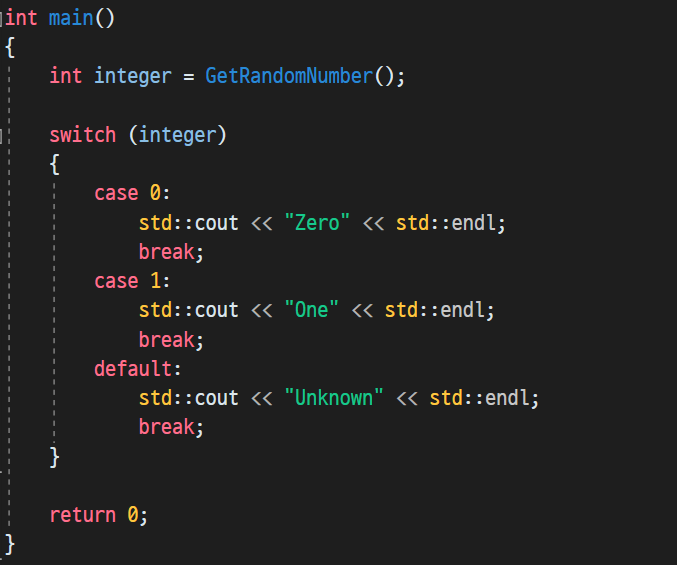 int main()
{
    int integer = GetRandomNumber();

    switch (integer)
    {
        case 0:
            std::cout << "Zero" << std::endl;
            break;
        case 1:
            std::cout << "One" << std::endl;
            break;
        default:
            std::cout << "Unknown" << std::endl;
            break;
    }

    return 0;
}